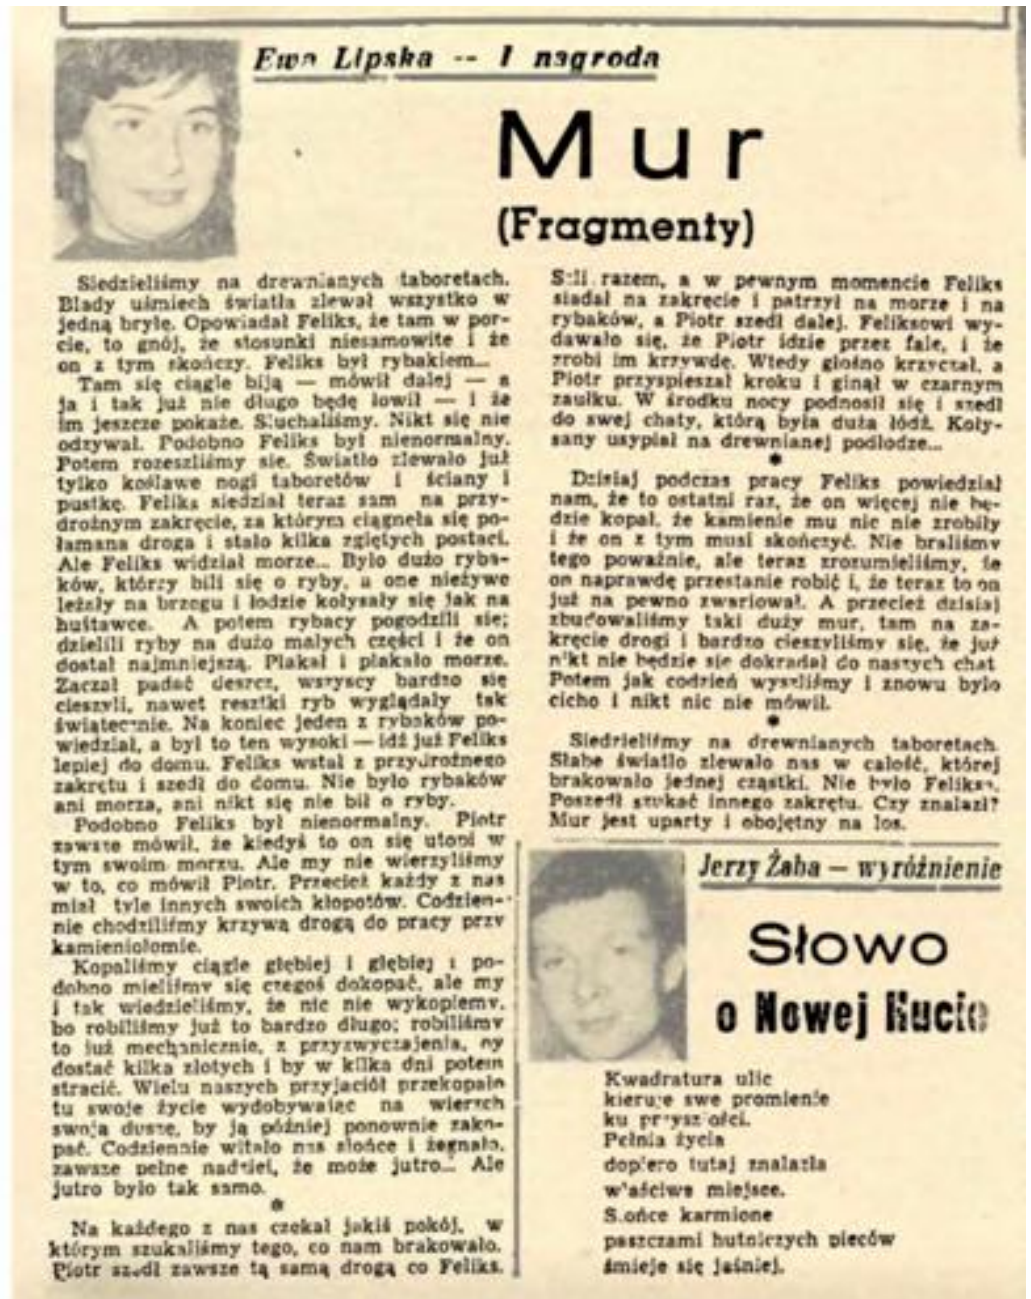 Ewa Lipska -- I nagroda
Mur
(Fragmenty)
Siedzieliśmy na drewnianych taboretach.
Blady uśmiech światła zlewał wszystko w
jedną bryłę. Opowiadał Feliks, że tam w por-
cie, to gnój, że stosunki niesamowite i że
on z tym skończy. Feliks był rybakiem...
Tam się ciągle biją — mówił dalej — a
ja i tak już nie długo będę łowił — i że
im jeszcze pokaże. Słuchaliśmy. Nikt się nie
odzywał. Podobno Feliks był nienormalny.
Potem rozeszliśmy sie. Światło zlewało już
tylko koślawe nogi taboretów i ściany i
pustkę. Feliks siedział teraz sam na przy-
drożnym zakręcie, za którym ciągnęła się po-
łamana droga i stało kilka zgiętych postaci.
Ale Feliks widział morze... Było dużo ryba-
ków, którzy bili się o ryby, a one nieżywe
leżały na brzegu i łodzie kołysały się jak na
huśtawce. A potem rybacy pogodzili sie;
dzielili ryby na dużo małych części i że on
dostał najmniejszą. Płakał i płakało morze.
Zaczął padać deszcz, wszyscy bardzo się
cieszyli, nawet resztki ryb wyglądały tak
świątecznie. Na koniec jeden z rybaków po-
wiedział, a był to ten wysoki — idź już Feliks
lepiej do domu. Feliks wstał z przydrożnego
zakrętu i szedł do domu. Nie było rybaków
ani morza, ani nikt się nie bił o ryby.
Podobno Feliks był nienormalny. Piotr
zawsze mówił, że kiedyś to on się utopi w
tym swoim morzu. Ale my nie wierzyliśmy
w to, co mówił Piotr. Przecież każdy z nas
miał tyle innych swoich kłopotów. Codzien-
nie chodziliśmy krzywą drogą do pracy przy
kamieniołomie.
Kopaliśmy ciągle głębiej i głębiej i po-
dobno mieliśmy się czegoś dokopać, ale my
i tak wiedzieliśmy, że nic nie wykopiemy,
bo robiliśmy już to bardzo długo; robiliśmy
to już mechanicznie, z przyzwyczajenia, by
dostać kilka złotych i by w kilka dni potem
stracić. Wielu naszych przyjaciół przekopało
tu swoje życie wydobywając na wierzch
swoją duszę, by ją później ponownie zako-
pać. Codziennie witało nas słońce i żegnało,
zawsze pełne nadziei, że może jutro... Ale
jutro było tak samo.
*
Na każdego z nas czekał jakiś pokój, w
którym szukaliśmy tego, co nam brakowało.
Piotr szedł zawsze tą samą drogą co Feliks.
Szli razem, a w pewnym momencie Feliks
siadał na zakręcie i patrzył na morze i na
rybaków, a Piotr szedł dalej. Feliksowi wy-
dawało się, że Piotr idzie przez fale, i że
zrobi im krzywdę. Wtedy głośno krzyczał, a
Piotr przyspieszał kroku i ginął w czarnym
zaułku. W środku nocy podnosił się i szedł
do swej chaty, którą była duża łódź. Koły-
sany usypiał na drewnianej podłodze...
*
Dzisiaj podczas pracy Feliks powiedział
nam, że to ostatni raz, że on więcej nie bę-
dzie kopał, że kamienie mu nic nie zrobiły
i że on z tym musi skończyć. Nie braliśmy
tego poważnie, ale teraz zrozumieliśmy, że
on naprawdę przestanie robić i, że teraz to on
już na pewno zwariował. A przecież dzisiaj
zbudowaliśmy taki duży mur, tam na za-
kręcie drogi i bardzo cieszyliśmy się, że już
nikt nie będzie sie dokradał do naszych chat
Potem jak codzień wyszliśmy i znowu było
cicho i nikt nic nie mówił.
*
Siedzieliśmy na drewnianych taboretach.
Słabe światło zlewało nas w całość, której
brakowało jednej cząstki. Nie było Feliksa.
Poszedł szukać innego zakrętu. Czy znalazł?
Mur jest uparty i obojętny na los.
Jerzy Żaba — wyróżnienie
Słowo
o Nowej Hucie
Kwadratura ulic
kieruje swe promienie
ku przyszłości.
Pełnia życia
dopiero tutaj znalazła
właściwe miejsce.
Słońce karmione
paszczami hutniczych pieców
śmieje się jaśniej.